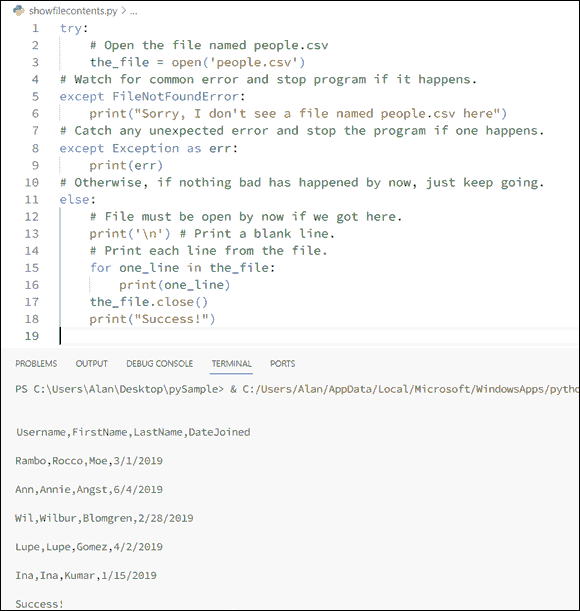 showfilecontents.py > ...
1 try:
2     # Open the file named people.csv
3     the_file = open('people.csv')
4 # Watch for common error and stop program if it happens.
5 except FileNotFoundError:
6     print("Sorry, I don't see a file named people.csv here")
7 # Catch any unexpected error and stop the program if one happens.
8 except Exception as err:
9     print(err)
10 # Otherwise, if nothing bad has happened by now, just keep going.
11 else:
12     # File must be open by now if we got here.
13     print('\n') # Print a blank line.
14     # Print each line from the file.
15     for one_line in the_file:
16         print(one_line)
17     the_file.close()
18     print("Success!")
19
PROBLEMS OUTPUT DEBUG CONSOLE TERMINAL PORTS
PS C:\Users\Alan\Desktop\pySample> & C:/Users/Alan/AppData/Local/Microsoft/WindowsApps/pytho
Username,FirstName,LastName,DateJoined
Rambo,Rocco,Moe,3/1/2019
Ann,Annie,Angst,6/4/2019
Wil,Wilbur,Blomgren,2/28/2019
Lupe,Lupe,Gomez,4/2/2019
Ina,Ina,Kumar,1/15/2019
Success!